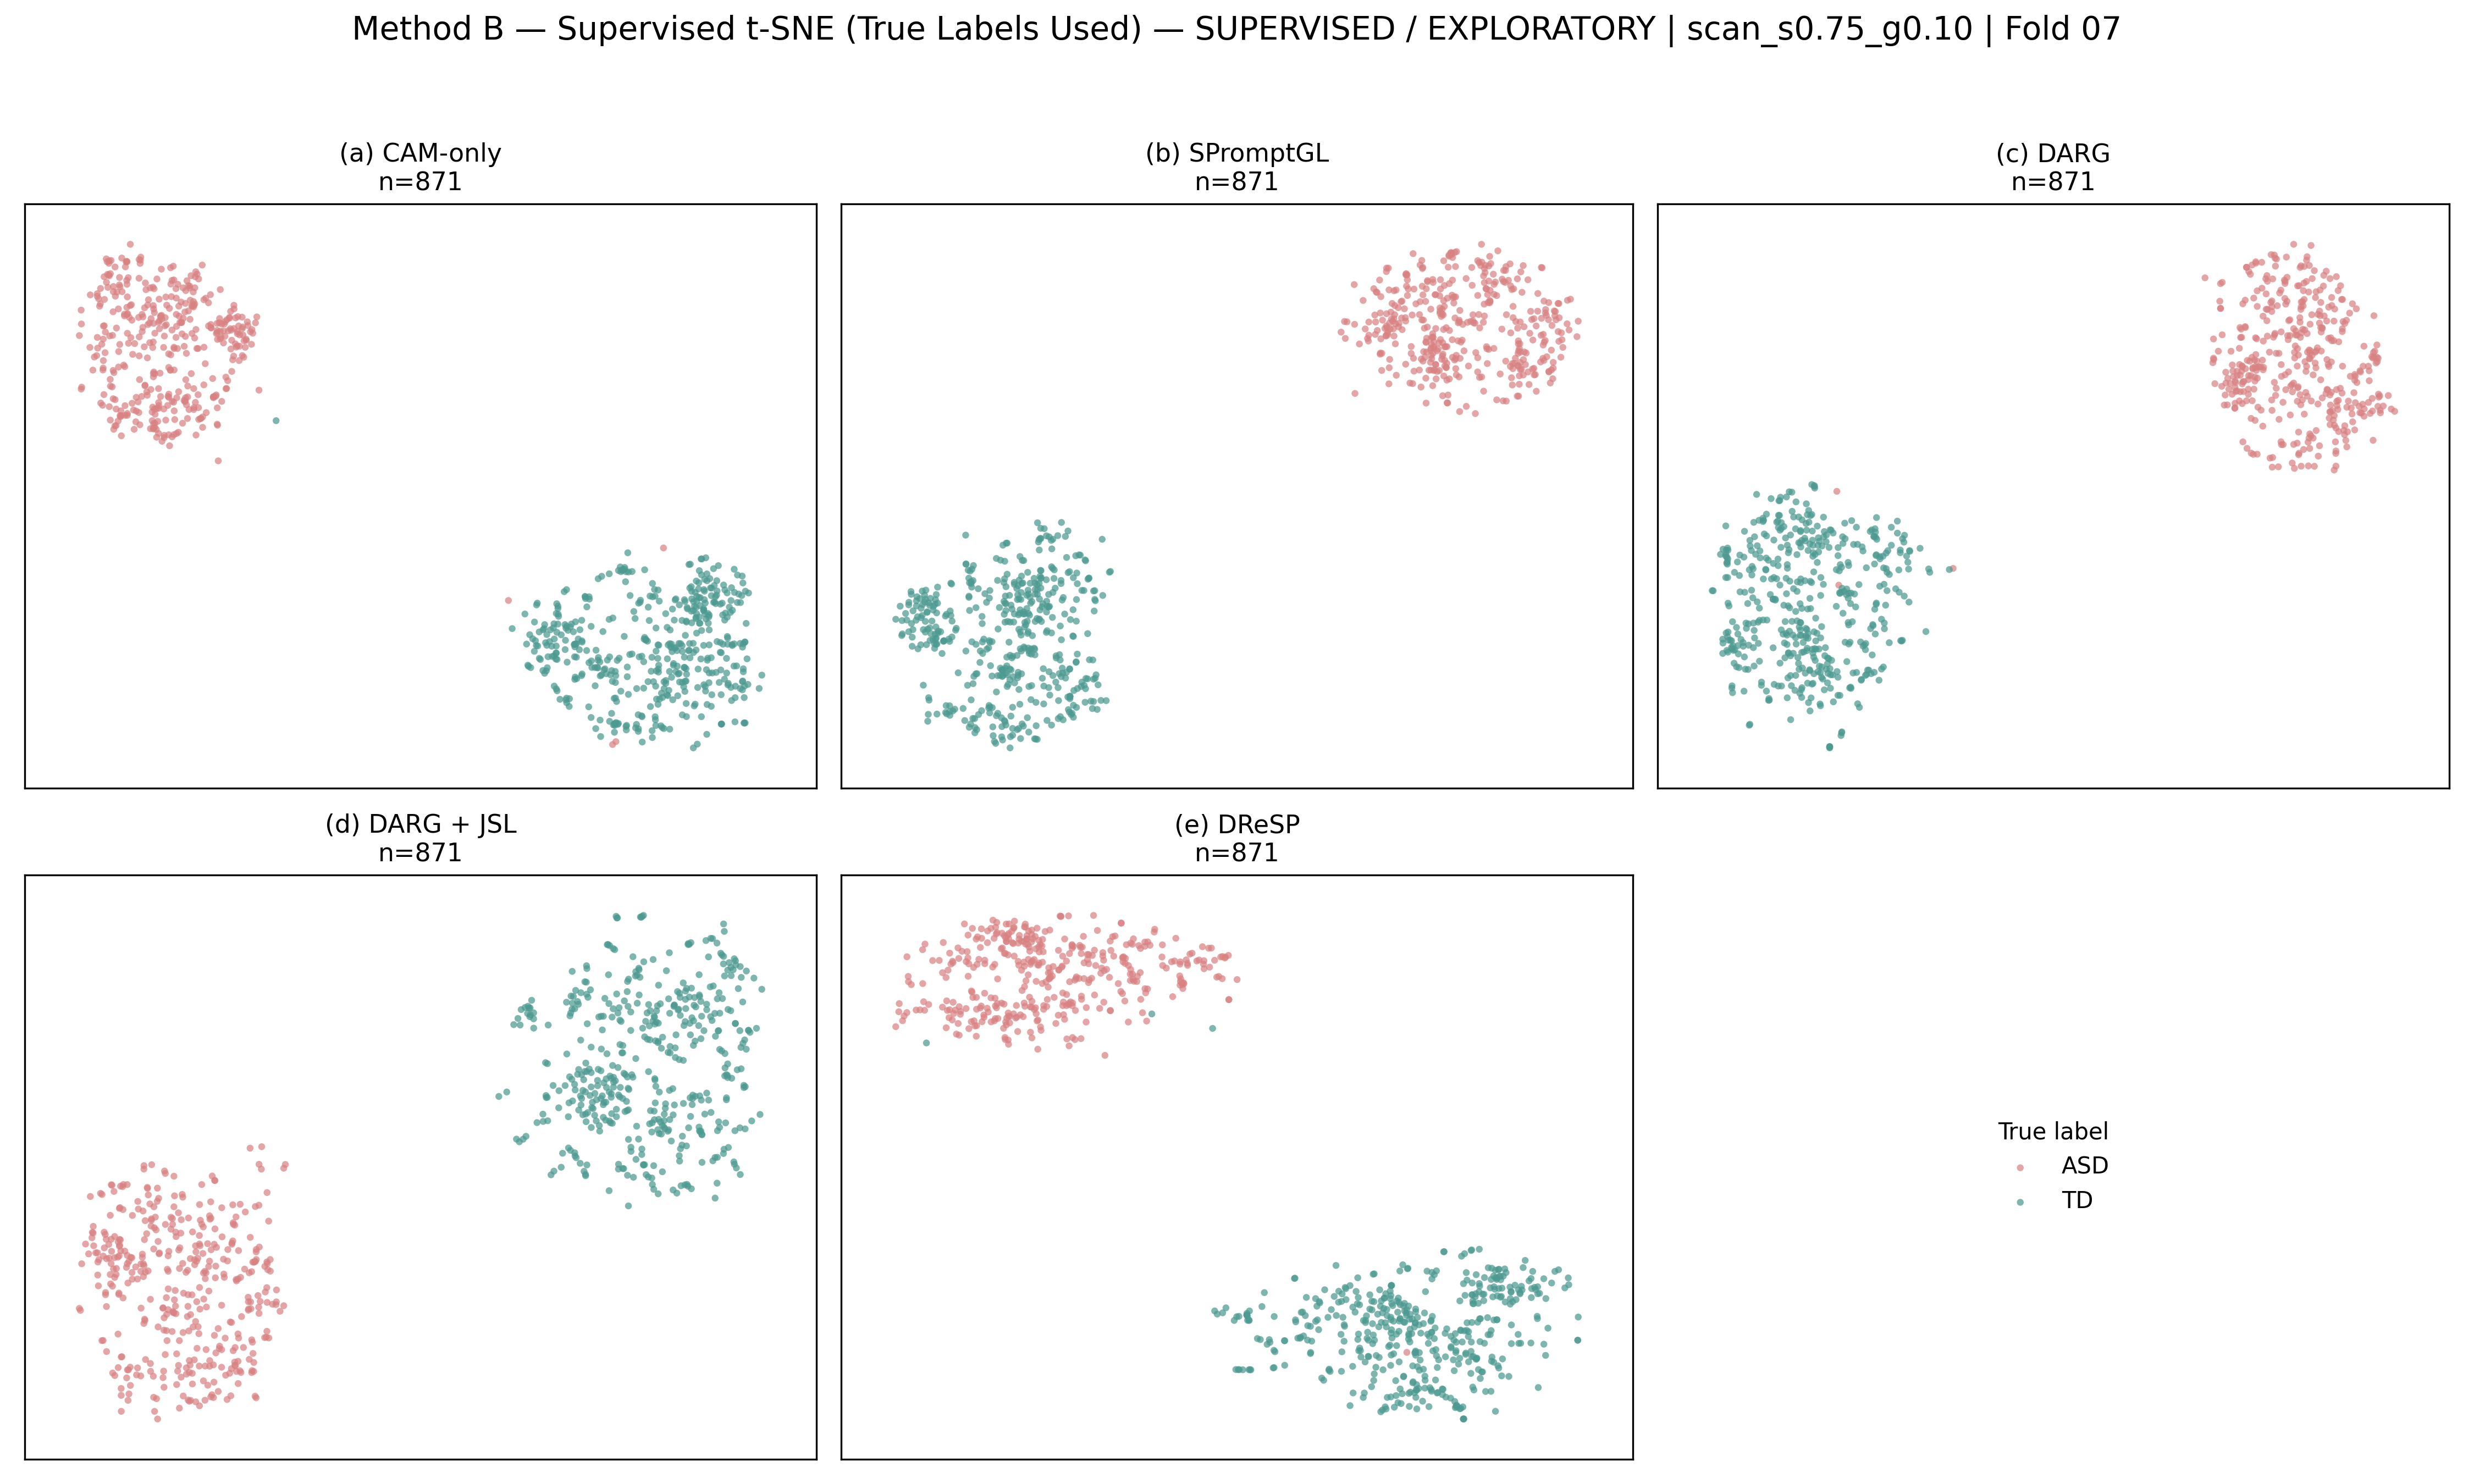 Method B — Supervised t-SNE (True Labels Used) — SUPERVISED / EXPLORATORY | scan_s0.75_g0.10 | Fold 07
(a) CAM-only
n=871
(b) SPromptGL
n=871
(c) DARG
n=871
(d) DARG + JSL
n=871
(e) DReSP
n=871
True label
ASD
TD